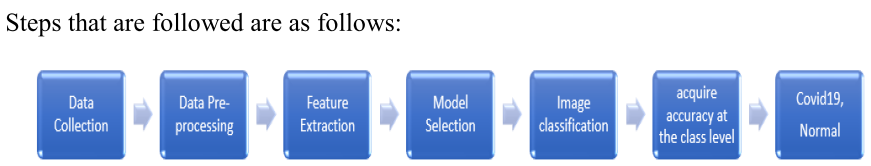 Steps that are followed are as follows:
Data
Collection
Data Pre-
processing
Feature
Extraction
Model
Selection
Image
classification
acquire
accuracy at
the class level
Covid19,
Normal